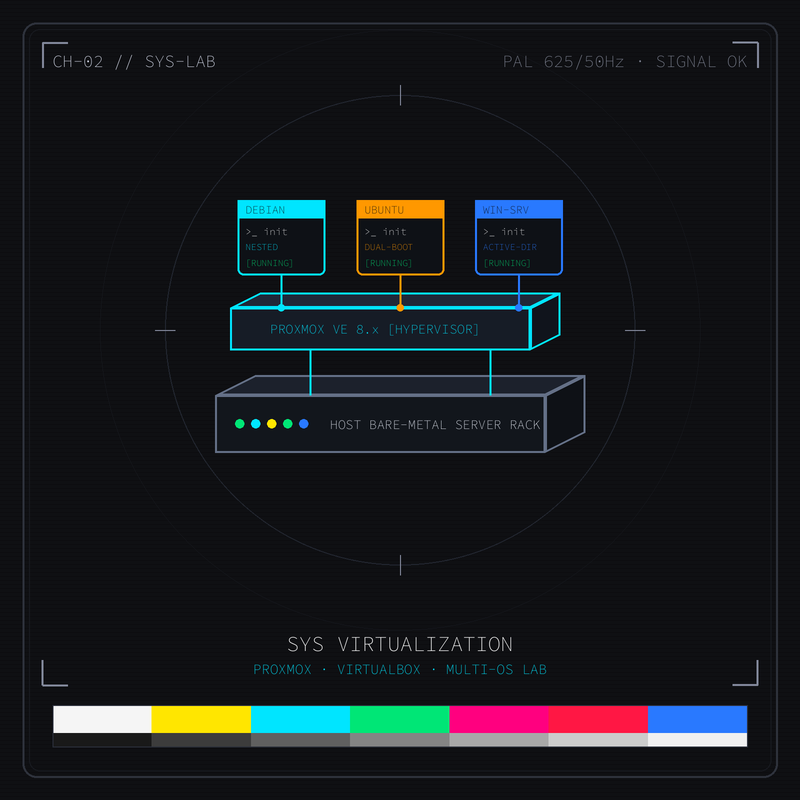 CH-02 // SYS-LAB
PAL 625/50Hz · SIGNAL OK
DEBIAN
>_ init
NESTED
[RUNNING]
UBUNTU
>_ init
DUAL-BOOT
[RUNNING]
WIN-SRV
>_ init
ACTIVE-DIR
[RUNNING]
PROXMOX VE 8.x [HYPERVISOR]
HOST BARE-METAL SERVER RACK
SYS VIRTUALIZATION
PROXMOX · VIRTUALBOX · MULTI-OS LAB